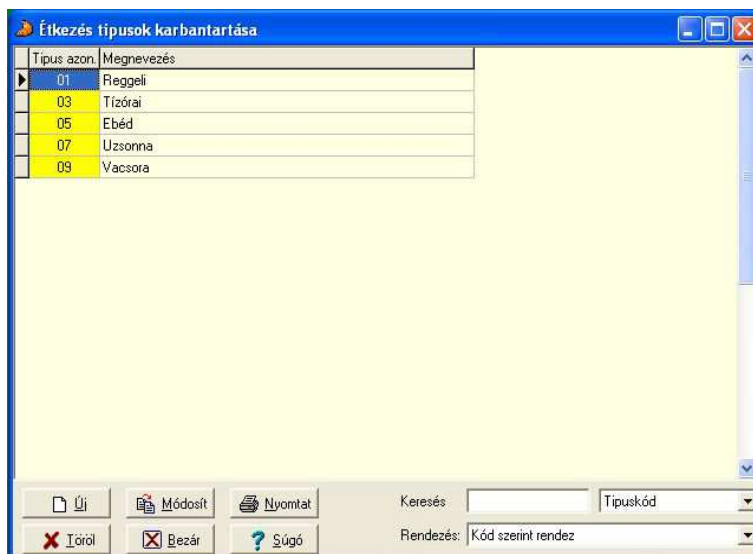 Étkezés tipusok karbantartása
Típus azon. Megnevezés
01 Reggeli
03 Tízórai
05 Ebéd
07 Uzsonna
09 Vacsora
Új Módosít Nyomtat Keresés Tipuskód
Töröl Bezár Súgó Rendezés: Kód szerint rendez